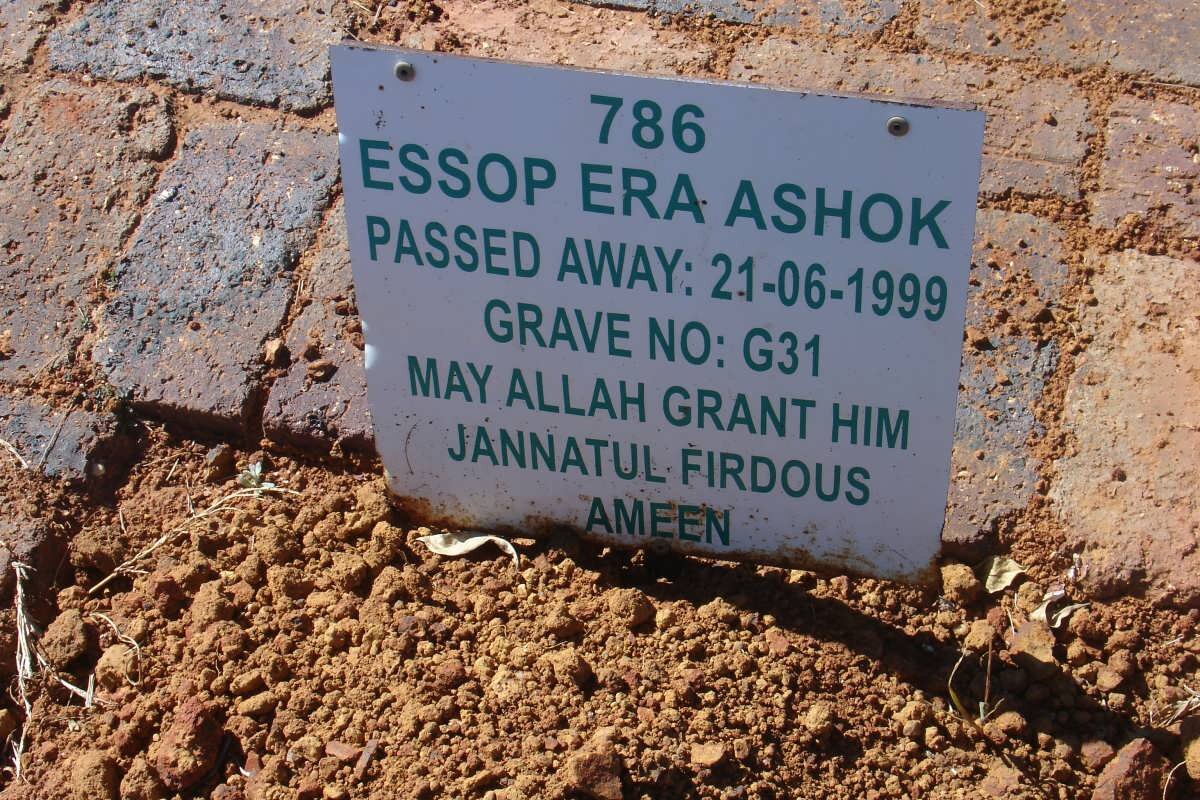 786
ESSOP ERA ASHOK
PASSED AWAY: 21-06-1999
GRAVE NO: G31
MAY ALLAH GRANT HIM
JANNATUL FIRDOUS
AMEEN